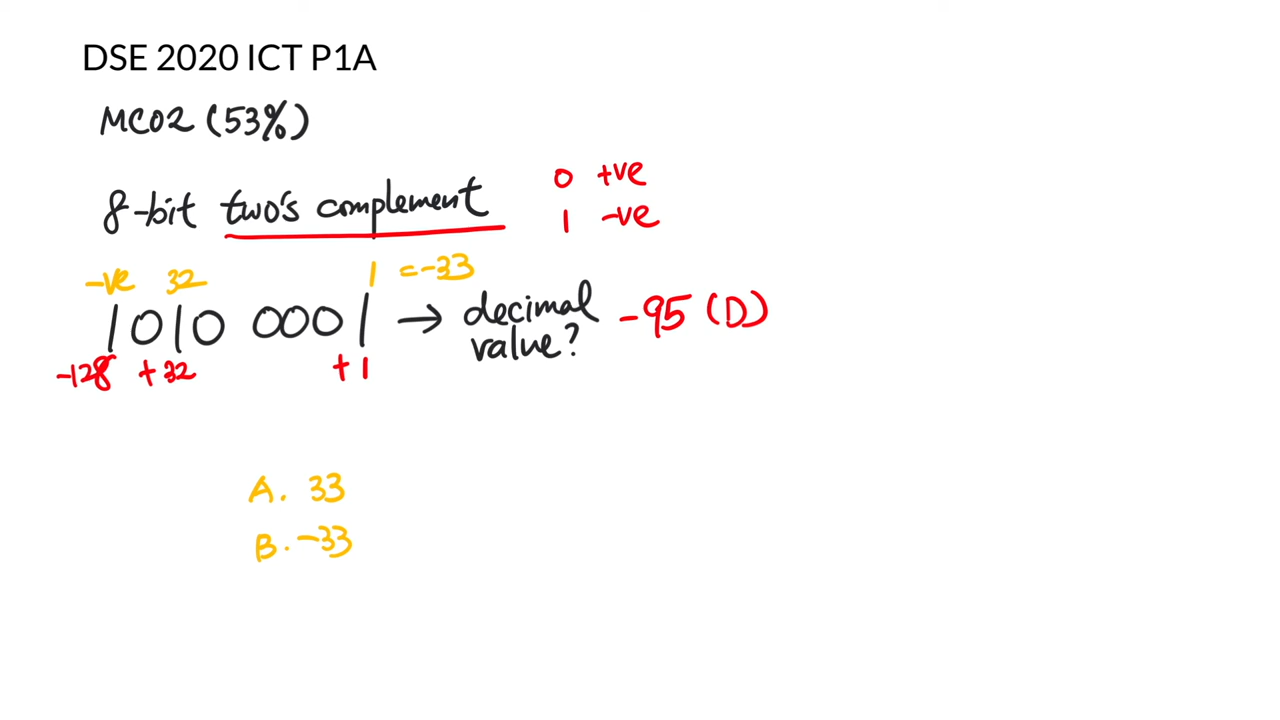 DSE 2020 ICT P1A
MC02 (53%)
0 +ve
8-bit two's complement
1 -ve
-ve 32 1 = -33
1010 0001 → decimal value? -95 (D)
-128 + 32 + 1
A. 33
B. -33